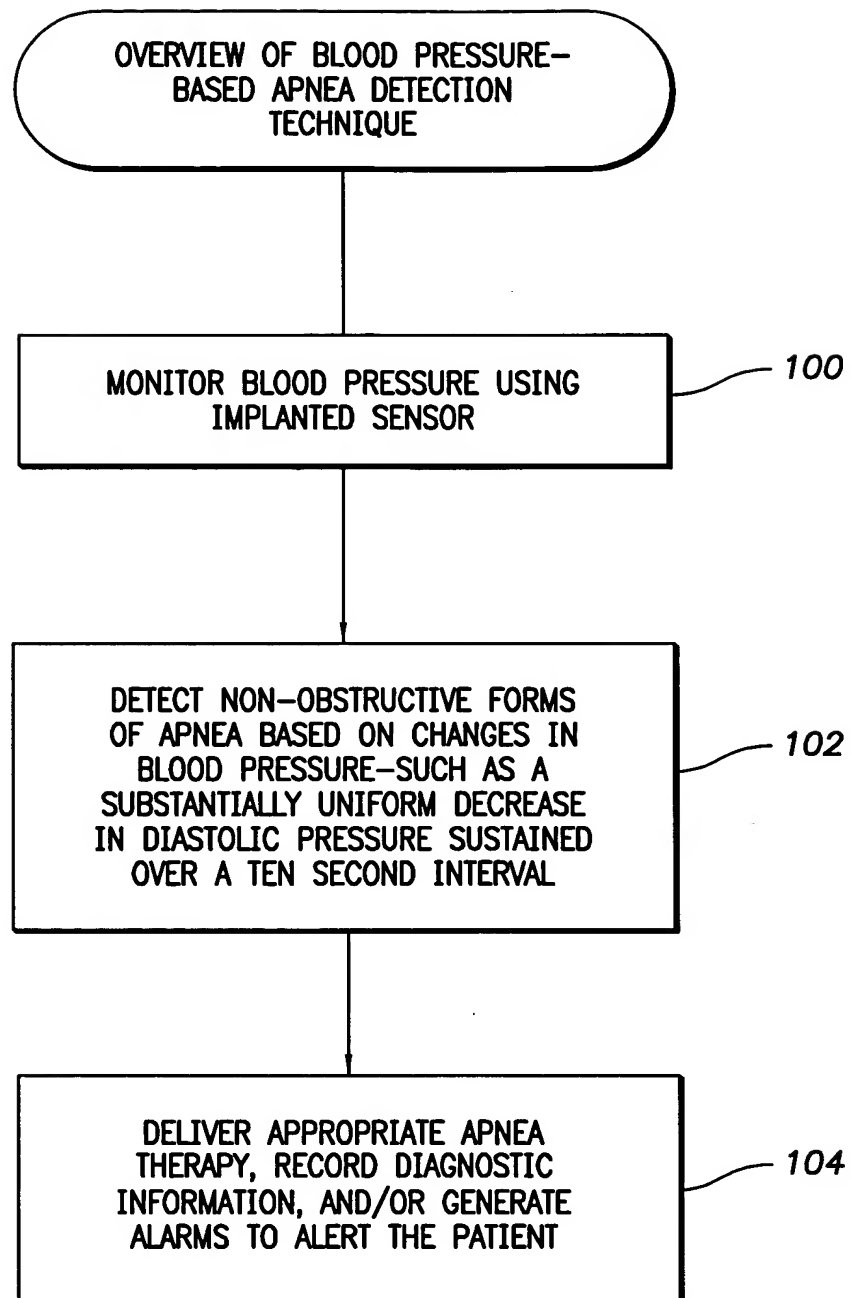 OVERVIEW OF BLOOD PRESSURE-
BASED APNEA DETECTION
TECHNIQUE
MONITOR BLOOD PRESSURE USING
IMPLANTED SENSOR
100
DETECT NON-OBSTRUCTIVE FORMS
OF APNEA BASED ON CHANGES IN
BLOOD PRESSURE-SUCH AS A
SUBSTANTIALLY UNIFORM DECREASE
IN DIASTOLIC PRESSURE SUSTAINED
OVER A TEN SECOND INTERVAL
102
DELIVER APPROPRIATE APNEA
THERAPY, RECORD DIAGNOSTIC
INFORMATION, AND/OR GENERATE
ALARMS TO ALERT THE PATIENT
104